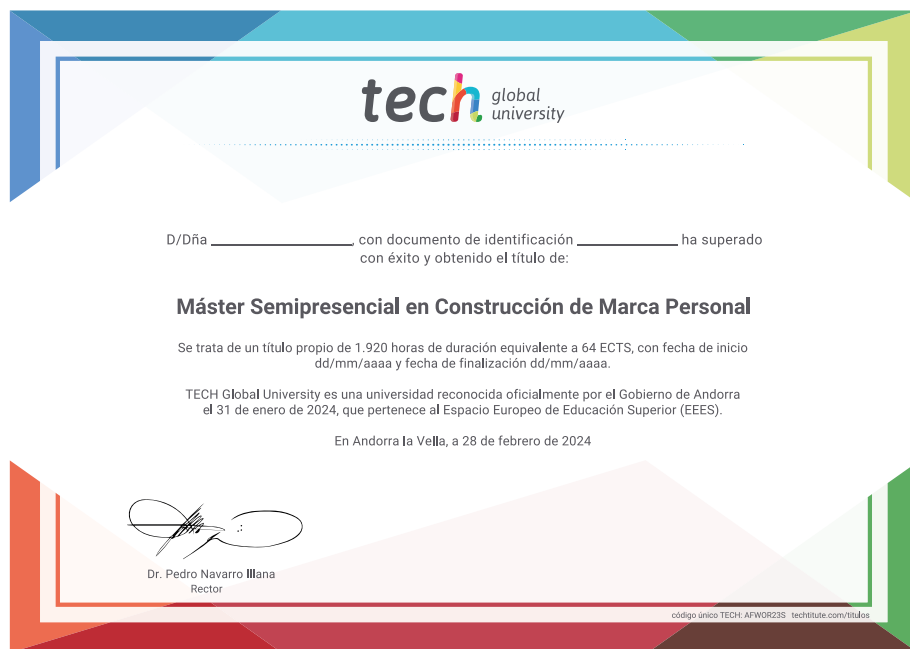 tech global university
D/Dña ____________, con documento de identificación ____________ ha superado
con éxito y obtenido el título de:
Máster Semipresencial en Construcción de Marca Personal
Se trata de un título propio de 1.920 horas de duración equivalente a 64 ECTS, con fecha de inicio
dd/mm/aaaa y fecha de finalización dd/mm/aaaa.
TECH Global University es una universidad reconocida oficialmente por el Gobierno de Andorra
el 31 de enero de 2024, que pertenece al Espacio Europeo de Educación Superior (EEES).
En Andorra la Vella, a 28 de febrero de 2024
Dr. Pedro Navarro Illana
Rector
código único TECH: AFWOR23S techtitute.com/titulos